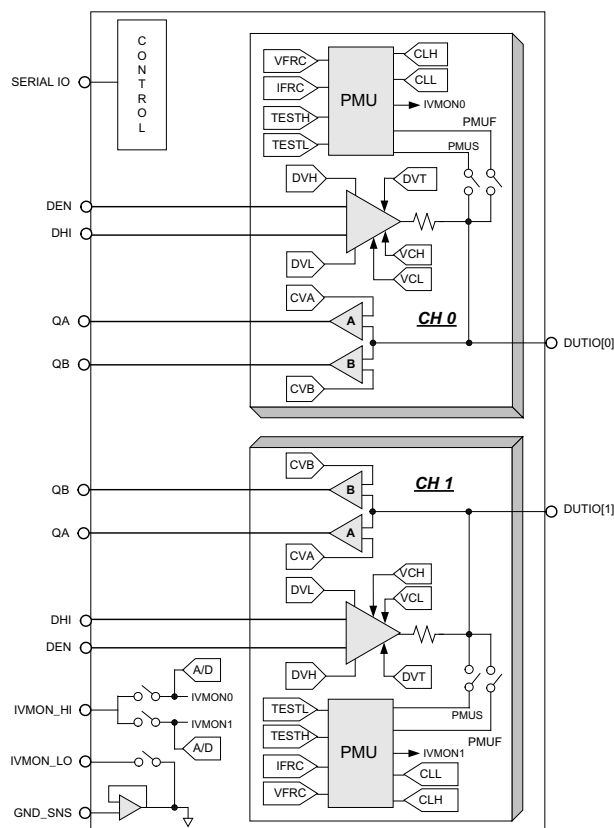 CONTROL
SERIAL IO
VFRC
IFRC
TESTH
TESTL
PMU
CLH
CLL
IVMON0
PMUF
PMUS
DVH
DVT
DEN
DHI
DVL
VCH
VCL
CVA
CH 0
QA
A
DUTIO[0]
QB
B
CVB
CVB
CH 1
QB
B
DUTIO[1]
QA
A
CVA
DVL
VCH
VCL
DHI
DEN
DVH
DVT
A/D
IVMON0
IVMON_HI
IVMON1
A/D
IVMON_LO
GND_SNS
TESTL
TESTH
IFRC
VFRC
PMU
PMUS
PMUF
IVMON1
CLL
CLH